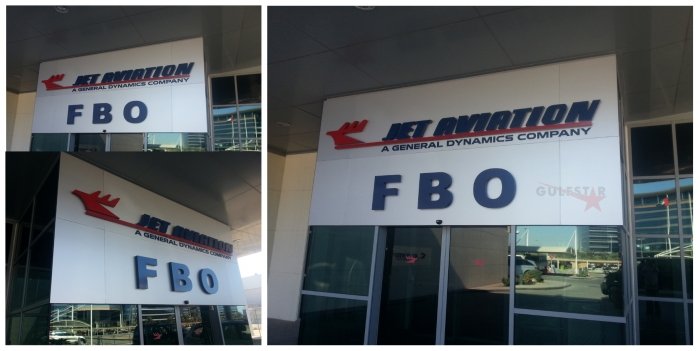 JET AVIATION
A GENERAL DYNAMICS COMPANY
FBO
JET AVIATION
A GENERAL DYNAMICS COMPANY
FBO
JET AVIATION
A GENERAL DYNAMICS COMPANY
FBO
GULFSTAR